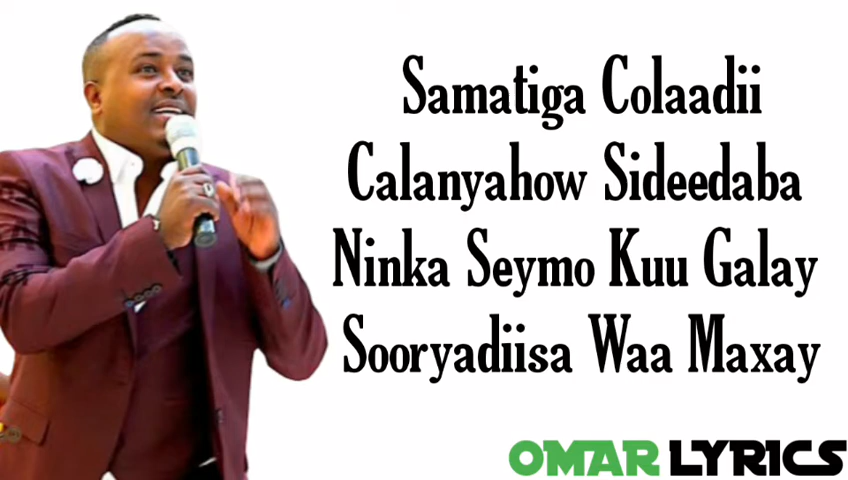 Samatiga Colaadii
Calanyahow Sideedaba
Ninka Seymo Kuu Galay
Sooryadiisa Waa Maxay
OMAR LYRICS